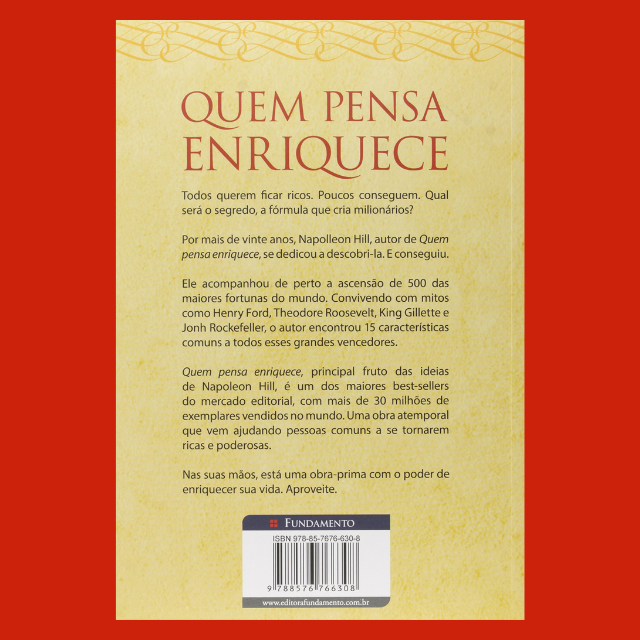 QUEM PENSA
ENRIQUECE
Todos querem ficar ricos. Poucos conseguem. Qual
será o segredo, a fórmula que cria milionários?
Por mais de vinte anos, Napolleon Hill, autor de Quem
pensa enriquece, se dedicou a descobri-la. E conseguiu.
Ele acompanhou de perto a ascensão de 500 das
maiores fortunas do mundo. Convivendo com mitos
como Henry Ford, Theodore Roosevelt, King Gillette e
Jonh Rockefeller, o autor encontrou 15 características
comuns a todos esses grandes vencedores.
Quem pensa enriquece, principal fruto das ideias
de Napoleon Hill, é um dos maiores best-sellers
do mercado editorial, com mais de 30 milhões de
exemplares vendidos no mundo. Uma obra atemporal
que vem ajudando pessoas comuns a se tornarem
ricas e poderosas.
Nas suas mãos, está uma obra-prima com o poder de
enriquecer sua vida. Aproveite.
FUNDAMENTO
ISBN 978-85-7676-630-8
9 788576 766308
www.editorafundamento.com.br